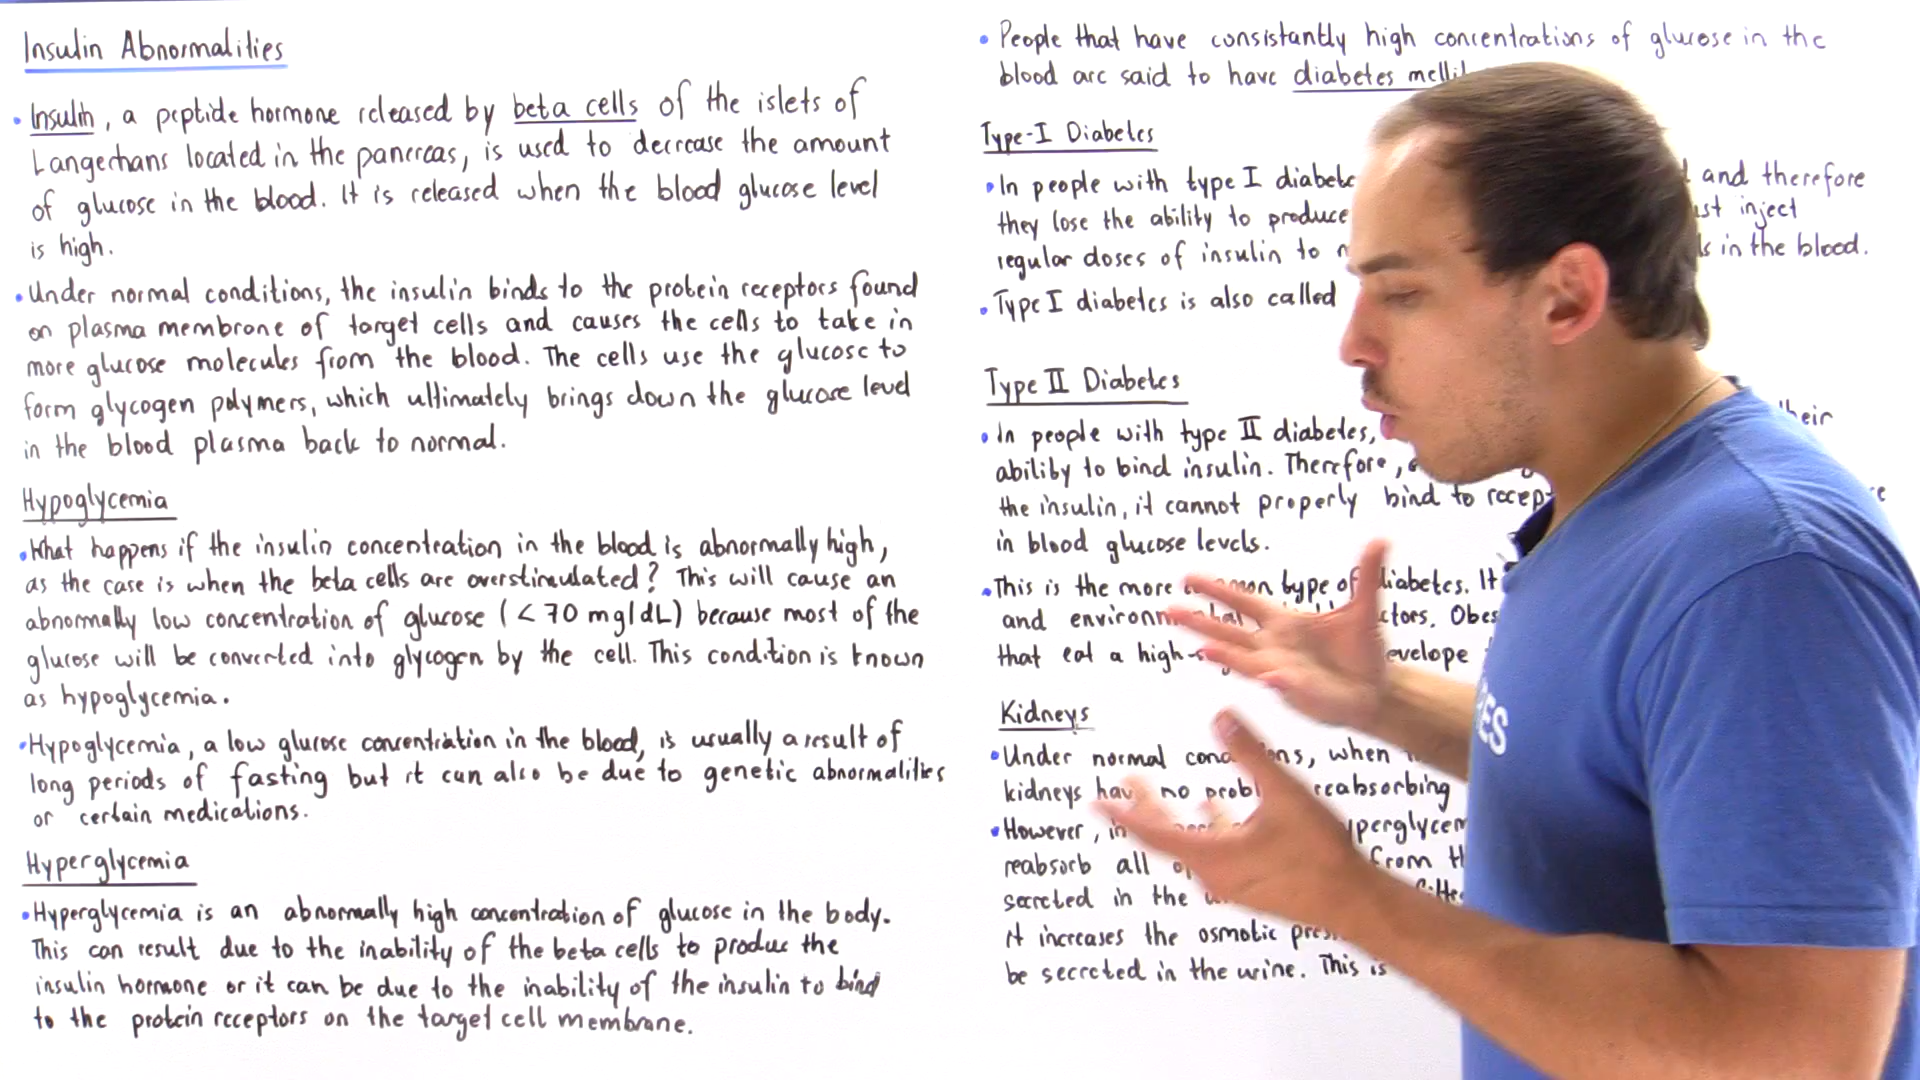 Insulin Abnormalities
• Insulin, a peptide hormone released by beta cells of the islets of
Langerhans located in the pancreas, is used to decrease the amount
of glucose in the blood. It is released when the blood glucose level
is high.
• Under normal conditions, the insulin binds to the protein receptors found
on plasma membrane of target cells and causes the cells to take in
more glucose molecules from the blood. The cells use the glucose to
form glycogen polymers, which ultimately brings down the glucose level
in the blood plasma back to normal.
Hypoglycemia
• What happens if the insulin concentration in the blood is abnormally high,
as the case is when the beta cells are overstimulated? This will cause an
abnormally low concentration of glucose (<70 mg/dL) because most of the
glucose will be converted into glycogen by the cell. This condition is known
as hypoglycemia.
• Hypoglycemia, a low glucose concentration in the blood, is usually a result of
long periods of fasting but it can also be due to genetic abnormalities
or certain medications.
Hyperglycemia
• Hyperglycemia is an abnormally high concentration of glucose in the body.
This can result due to the inability of the beta cells to produce the
insulin hormone or it can be due to the inability of the insulin to bind
to the protein receptors on the target cell membrane.
• People that have consistantly high concentrations of glucose in the
blood are said to have diabetes
Type-I Diabetes
• In people with type I and therefore
they lose the ability to produce inject
regular doses of insulin to in the blood.
• Type I diabetes is also called
Type II Diabetes
• In people with type II diabetes, their
ability to bind insulin. Therefore,
the insulin, it cannot properly bind to
in blood glucose levels.
• This is the more type of diabetes. It
and
that eat a develope
Kidneys
• Under normal when
kidneys no reabsorbing
• However,
reabsorb all from
secreted in the
it increases the osmotic
be secreted in the urine. This is